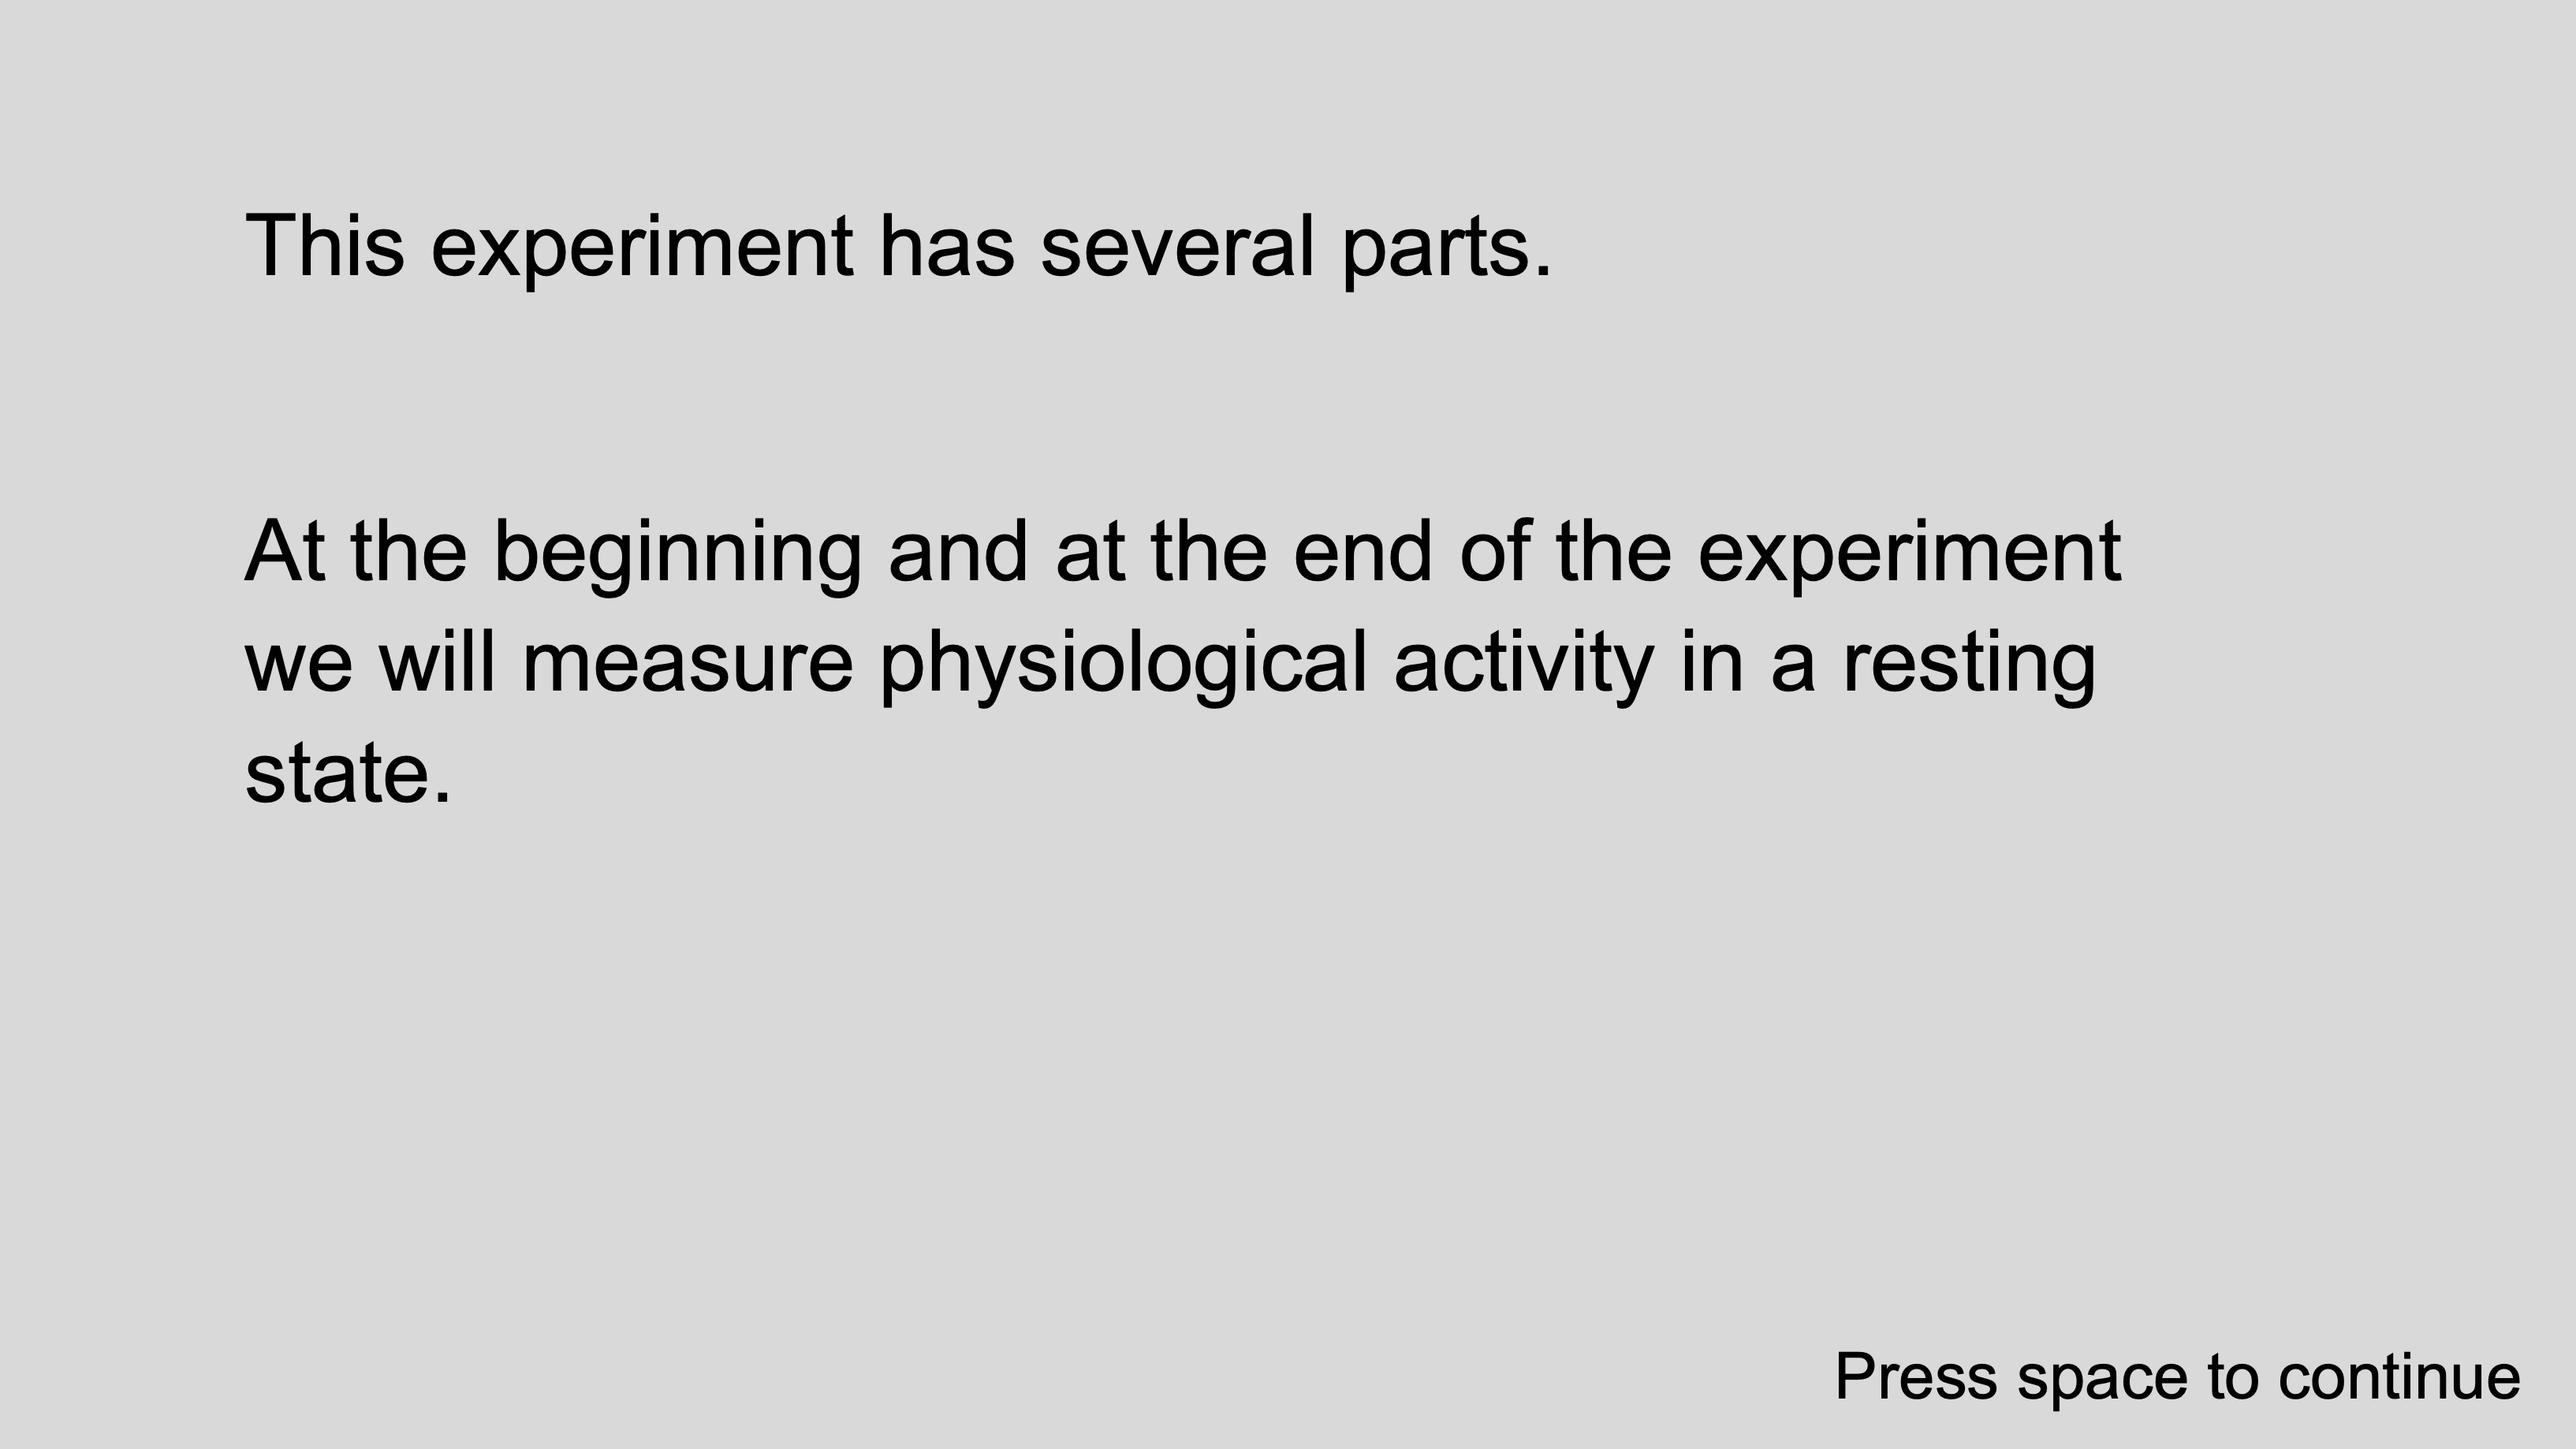 This experiment has several parts.
At the beginning and at the end of the experiment
we will measure physiological activity in a resting
state.
Press space to continue